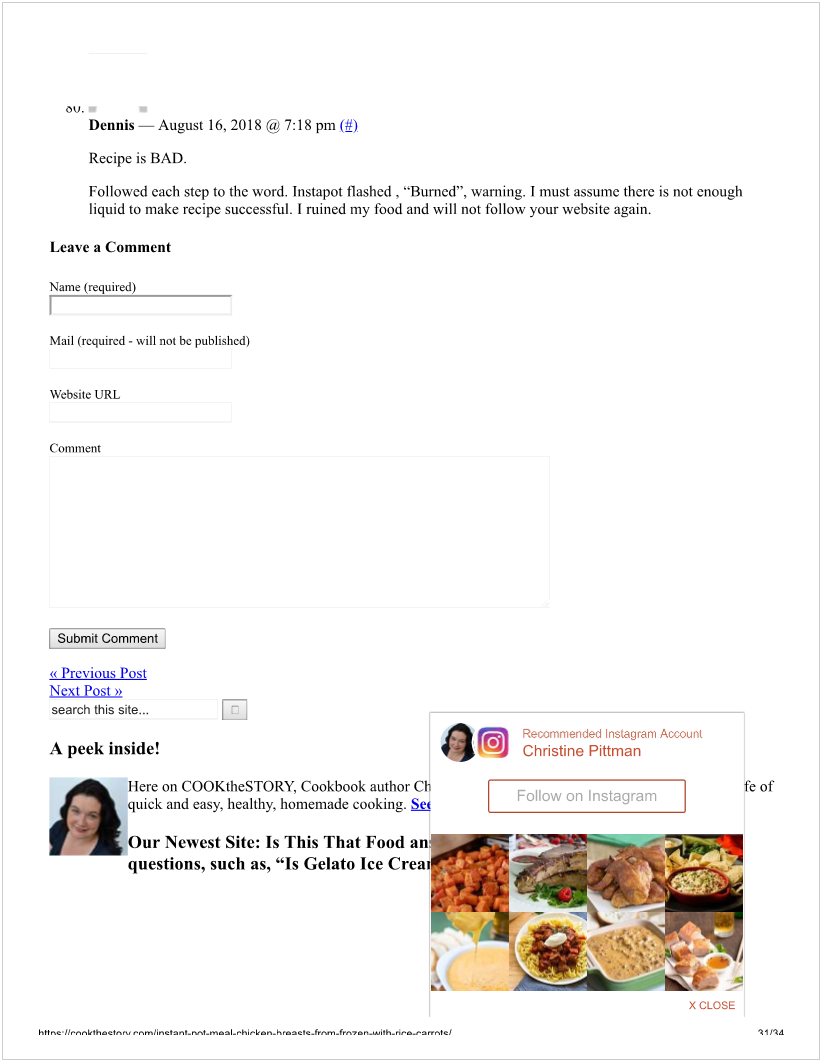 80.
Dennis — August 16, 2018 @ 7:18 pm (#)
Recipe is BAD.
Followed each step to the word. Instapot flashed , “Burned”, warning. I must assume there is not enough
liquid to make recipe successful. I ruined my food and will not follow your website again.
Leave a Comment
Name (required)
Mail (required - will not be published)
Website URL
Comment
Submit Comment
« Previous Post
Next Post »
search this site...
A peek inside!
Here on COOKtheSTORY, Cookbook author Ch
fe of
quick and easy, healthy, homemade cooking. See
Our Newest Site: Is This That Food ans
questions, such as, “Is Gelato Ice Crean
Recommended Instagram Account
Christine Pittman
Follow on Instagram
X CLOSE
https://cookthestory.com/instant-pot-meal-chicken-breasts-from-frozen-with-rice-carrots/
31/34